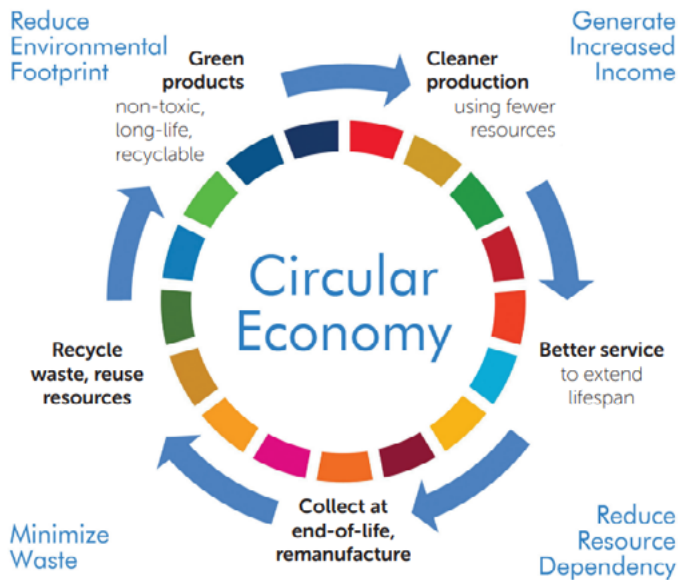 Reduce
Environmental
Footprint
Generate
Increased
Income
Green
products
non-toxic,
long-life,
recyclable
Cleaner
production
using fewer
resources
Circular
Economy
Better service
to extend
lifespan
Recycle
waste, reuse
resources
Collect at
end-of-life,
remanufacture
Minimize
Waste
Reduce
Resource
Dependency